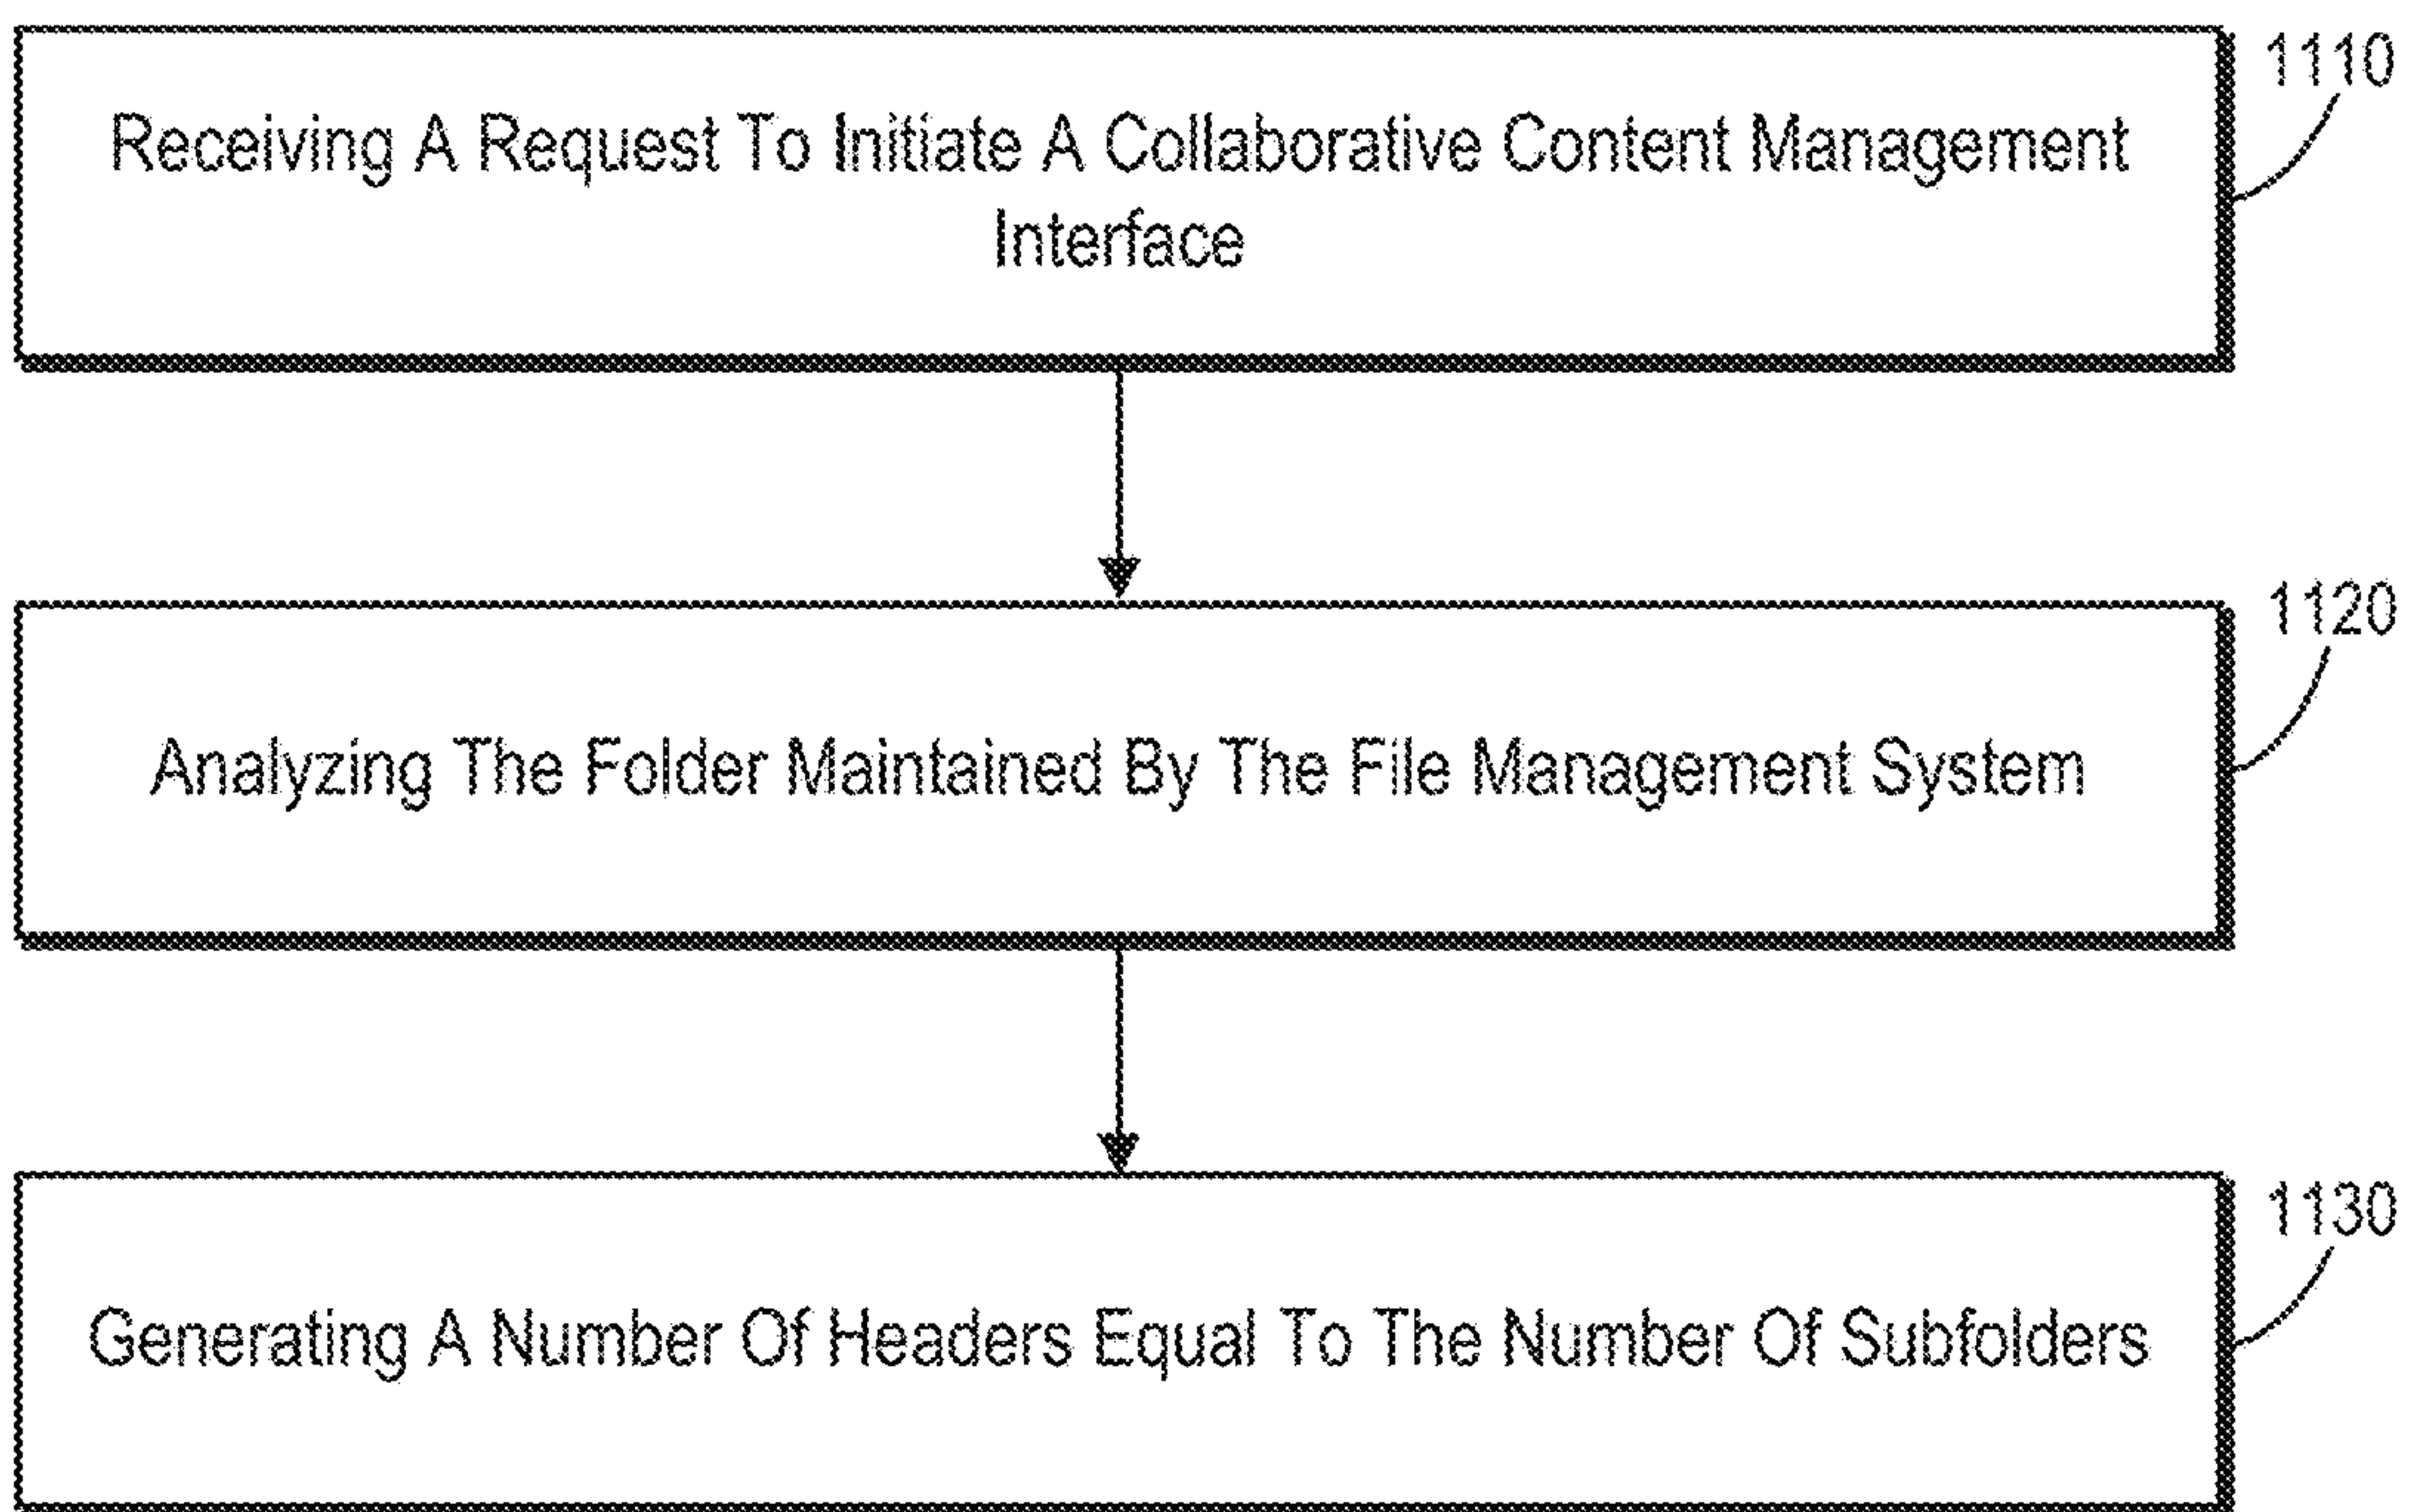 1110
Receiving A Request To Initiate A Collaborative Content Management
Interface
1120
Analyzing The Folder Maintained By The File Management System
1130
Generating A Number Of Headers Equal To The Number Of Subfolders